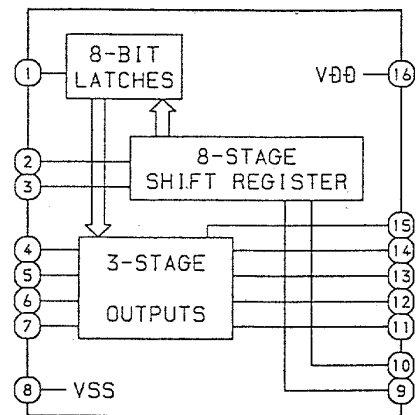 8-BIT
LATCHES
1
VDD
16
2
3
8-STAGE
SHIFT REGISTER
15
4
14
3-STAGE
5
13
6
12
OUTPUTS
7
11
10
8
VSS
9